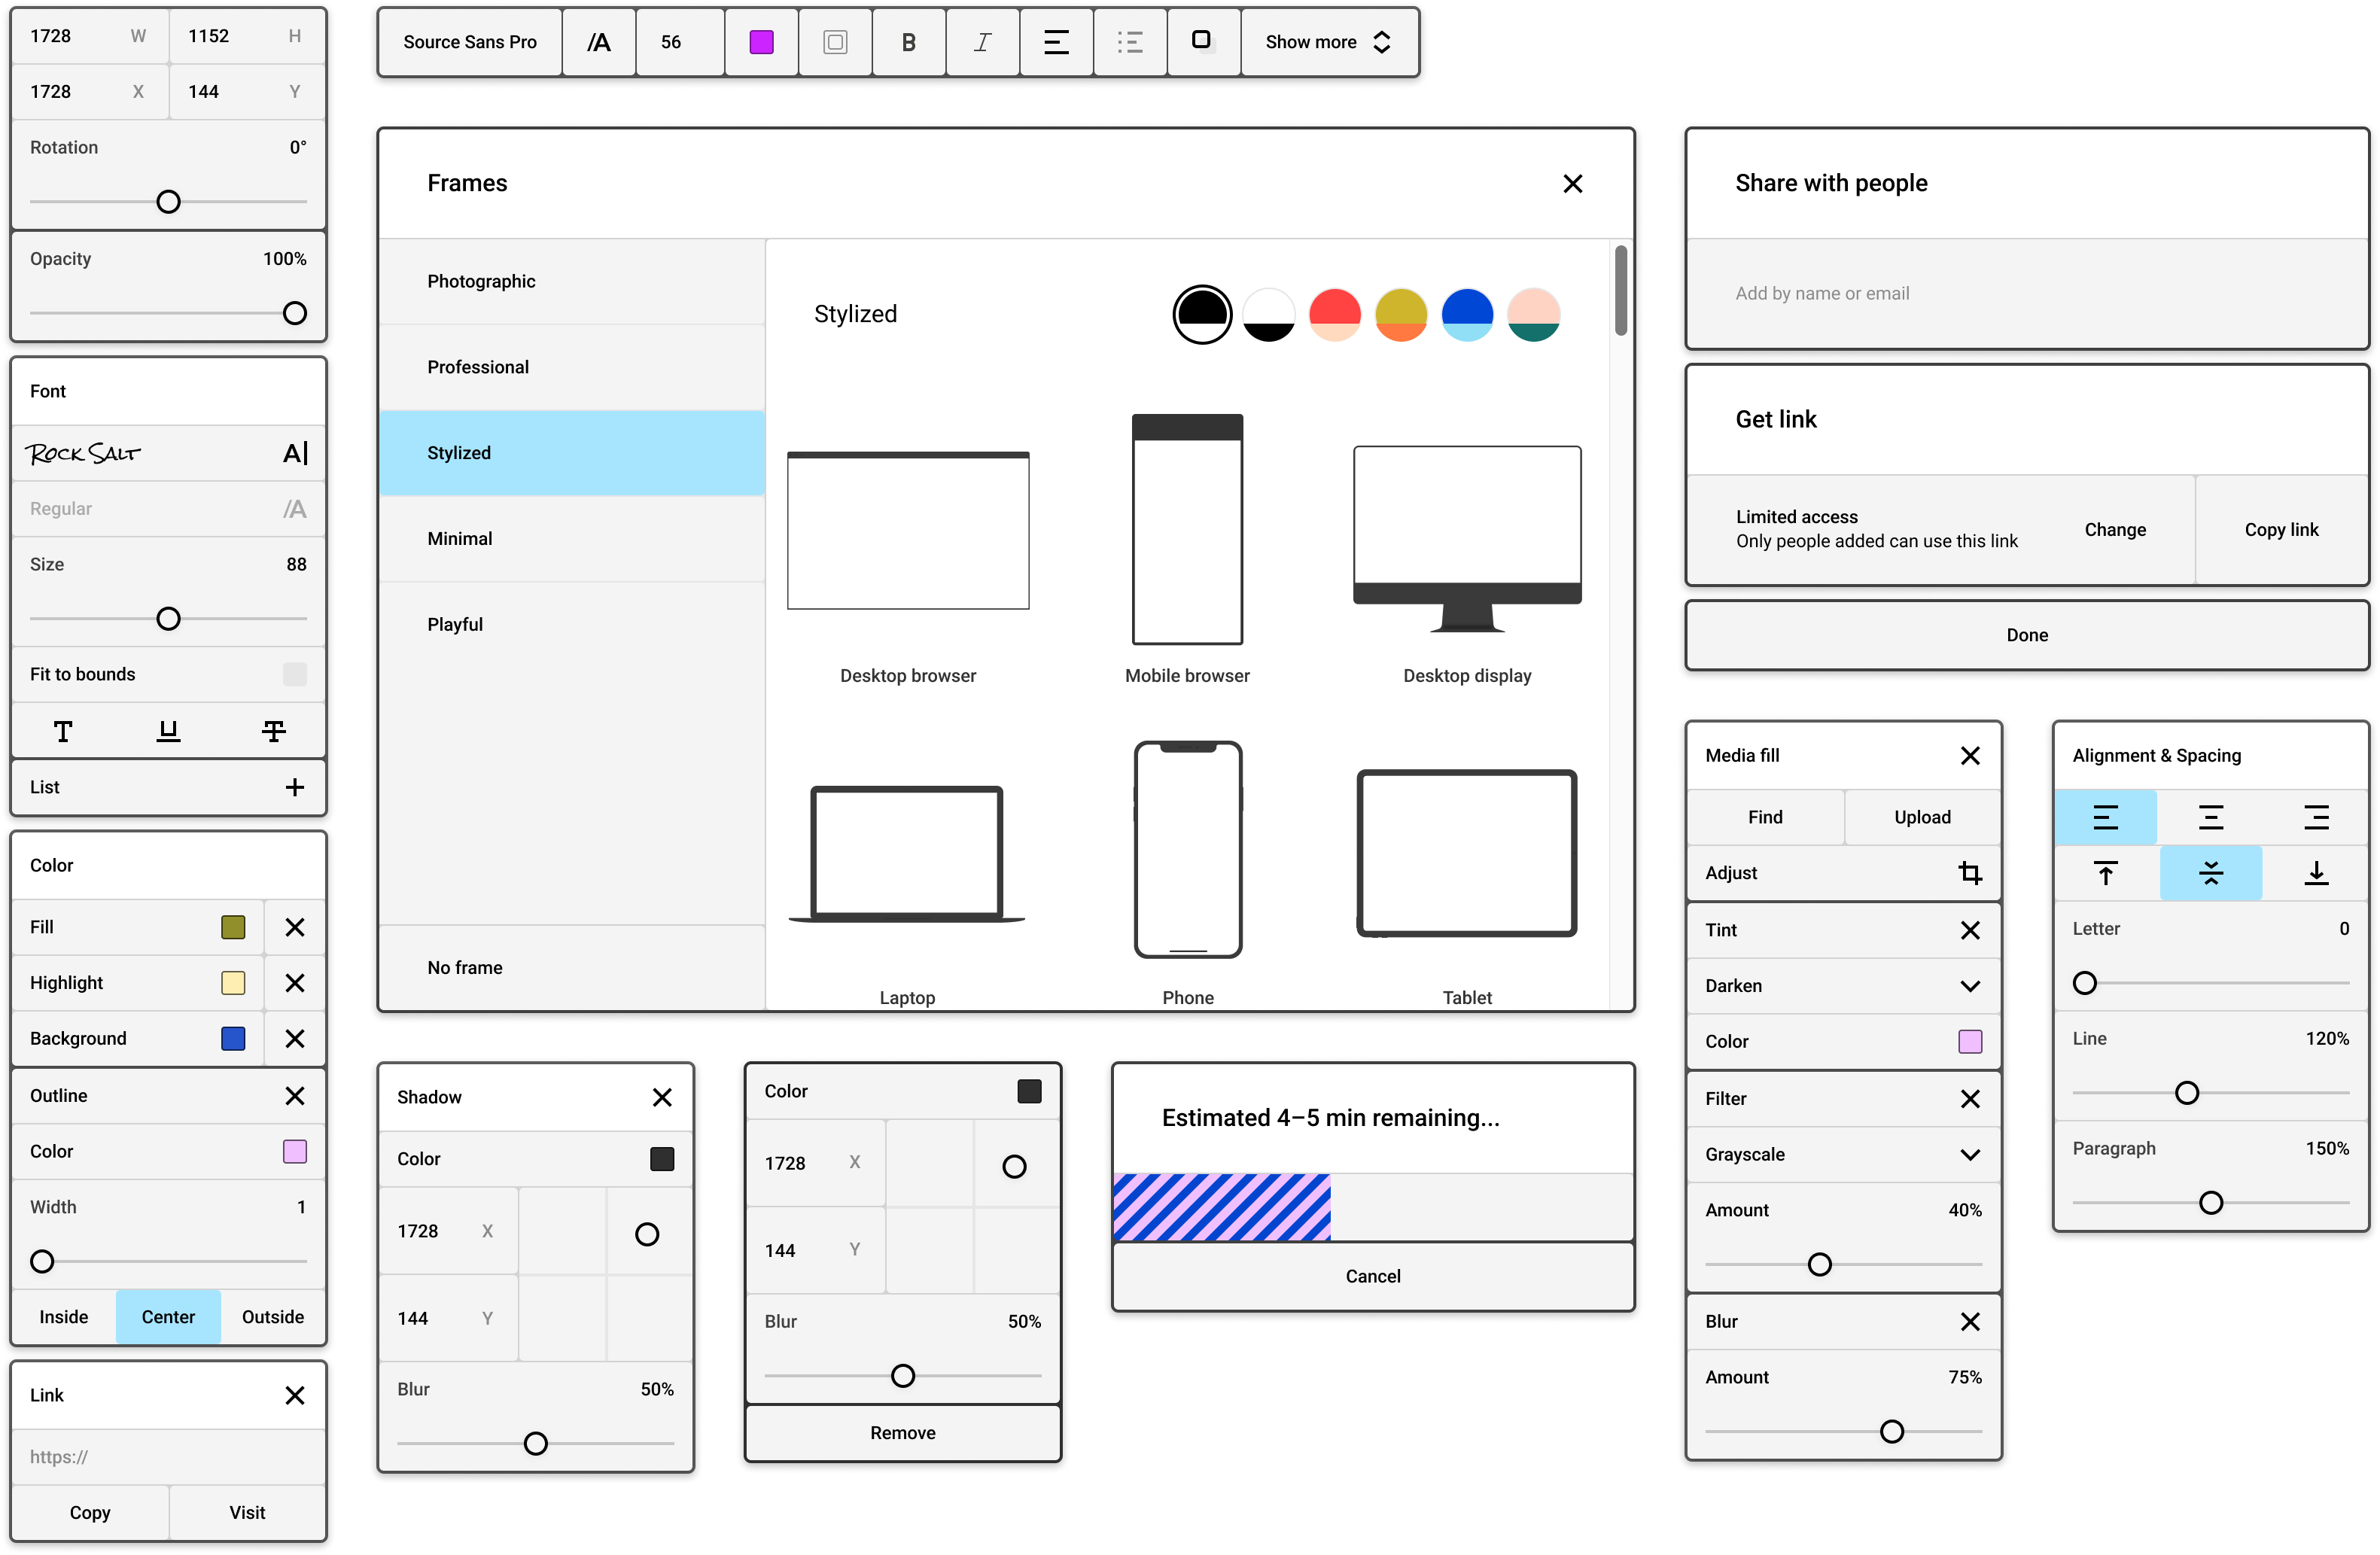 1728 W 1152 H
1728 X 144 Y
Rotation 0°
Opacity 100%
Font
Rock Salt A
Regular /A
Size 88
Fit to bounds
T U T
List
Color
Fill
Highlight
Background
Outline
Color
Width 1
Inside Center Outside
Link
https://
Copy Visit
Source Sans Pro /A 56 B I Show more
Frames
Photographic
Professional
Stylized
Minimal
Playful
No frame
Stylized
Desktop browser Mobile browser Desktop display
Laptop Phone Tablet
Shadow
Color
1728 X
144 Y
Blur 50%
Color
1728 X
144 Y
Blur 50%
Remove
Estimated 4–5 min remaining...
Cancel
Share with people
Add by name or email
Get link
Limited access
Only people added can use this link
Change
Copy link
Done
Media fill
Find Upload
Adjust
Tint
Darken
Color
Filter
Grayscale
Amount 40%
Blur
Amount 75%
Alignment & Spacing
Letter 0
Line 120%
Paragraph 150%